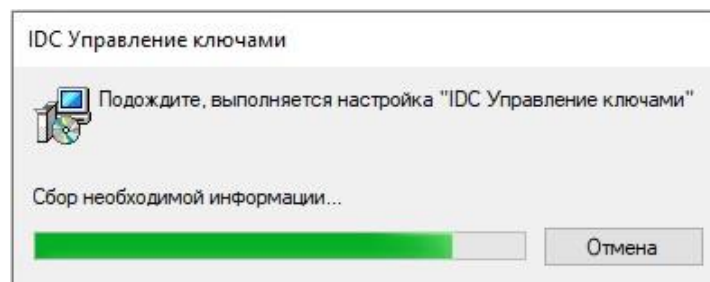 IDC Управление ключами
Подождите, выполняется настройка "IDC Управление ключами"
Сбор необходимой информации...
Отмена